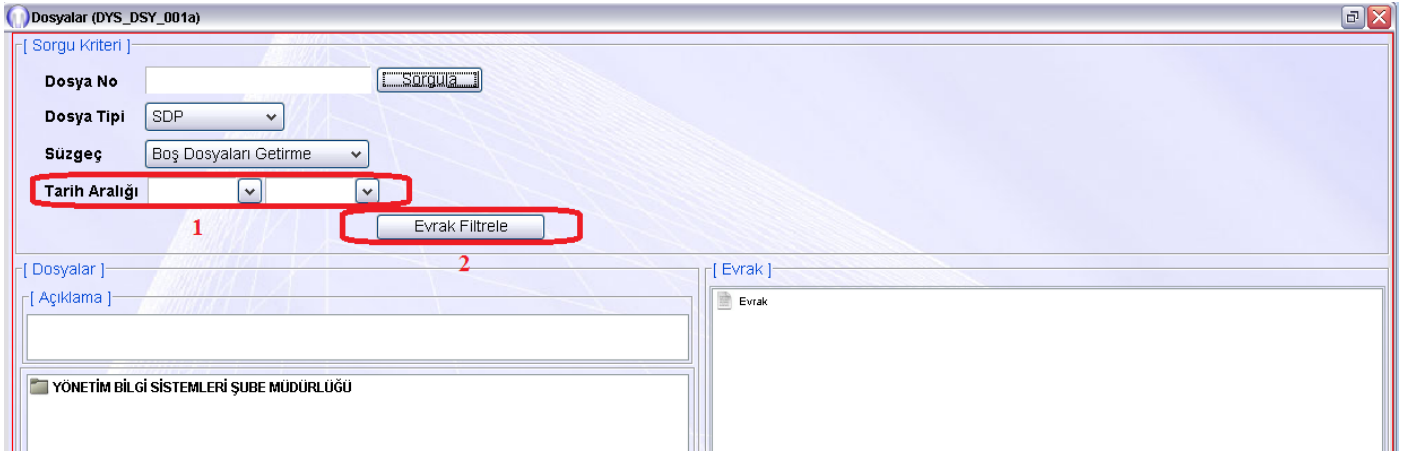 Dosyalar (DYS_DSY_001a)
[ Sorgu Kriteri ]
Dosya No Sorgula
Dosya Tipi SDP
Süzgeç Boş Dosyaları Getirme
Tarih Aralığı
1
Evrak Filtrele
2
[ Dosyalar ]
[ Açıklama ]
YÖNETİM BİLGİ SİSTEMLERİ ŞUBE MÜDÜRLÜĞÜ
[ Evrak ]
Evrak